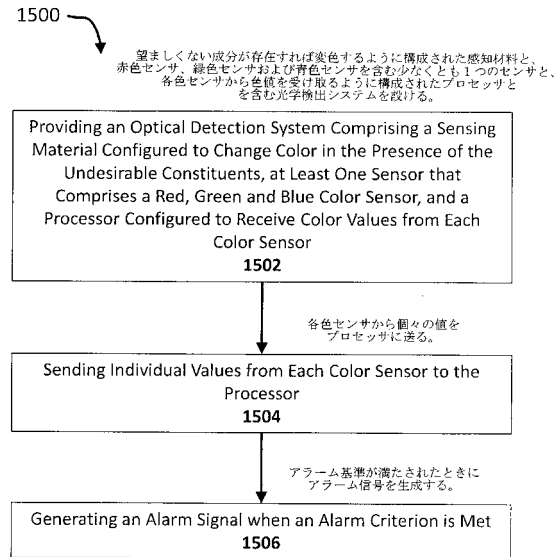 1500
望ましくない成分が存在すれば変色するように構成された感知材料と、
赤色センサ、緑色センサおよび青色センサを含む少なくとも1つのセンサと、
各色センサから色値を受け取るように構成されたプロセッサと
を含む光学検出システムを設ける。
Providing an Optical Detection System Comprising a Sensing
Material Configured to Change Color in the Presence of the
Undesirable Constituents, at Least One Sensor that
Comprises a Red, Green and Blue Color Sensor, and a
Processor Configured to Receive Color Values from Each
Color Sensor
1502
各色センサから個々の値を
プロセッサに送る。
Sending Individual Values from Each Color Sensor to the
Processor
1504
アラーム基準が満たされたときに
アラーム信号を生成する。
Generating an Alarm Signal when an Alarm Criterion is Met
1506